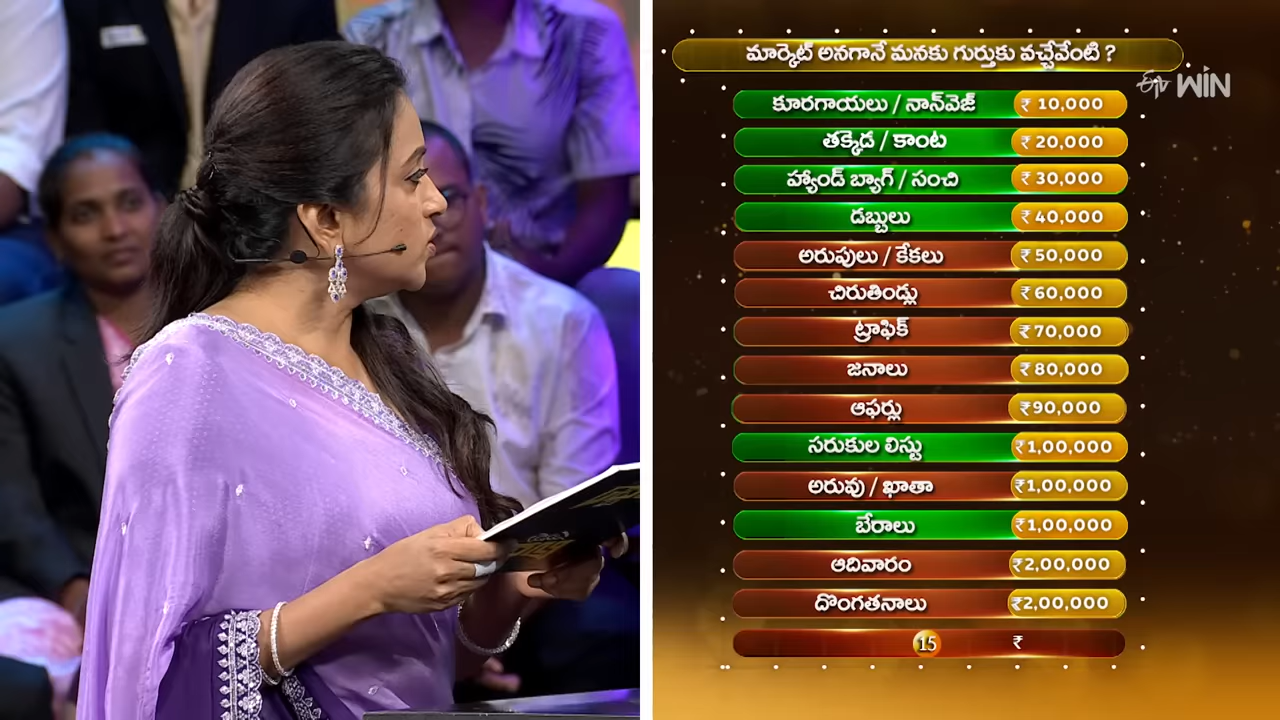 మార్కెట్ అనగానే మనకు గుర్తుకు వచ్చేవేంటి ?
ఈటీవీ WIN
కూరగాయలు / నాన్‌వెజ్ ₹ 10,000
తక్కెడ / కాంట ₹ 20,000
హ్యాండ్ బ్యాగ్ / సంచి ₹ 30,000
డబ్బులు ₹ 40,000
అరుపులు / కేకలు ₹ 50,000
చిరుతిండ్లు ₹ 60,000
ట్రాఫిక్ ₹ 70,000
జనాలు ₹ 80,000
ఆఫర్లు ₹90,000
సరుకుల లిస్టు ₹1,00,000
అరువు / ఖాతా ₹1,00,000
బేరాలు ₹1,00,000
ఆదివారం ₹2,00,000
దొంగతనాలు ₹2,00,000
15 ₹